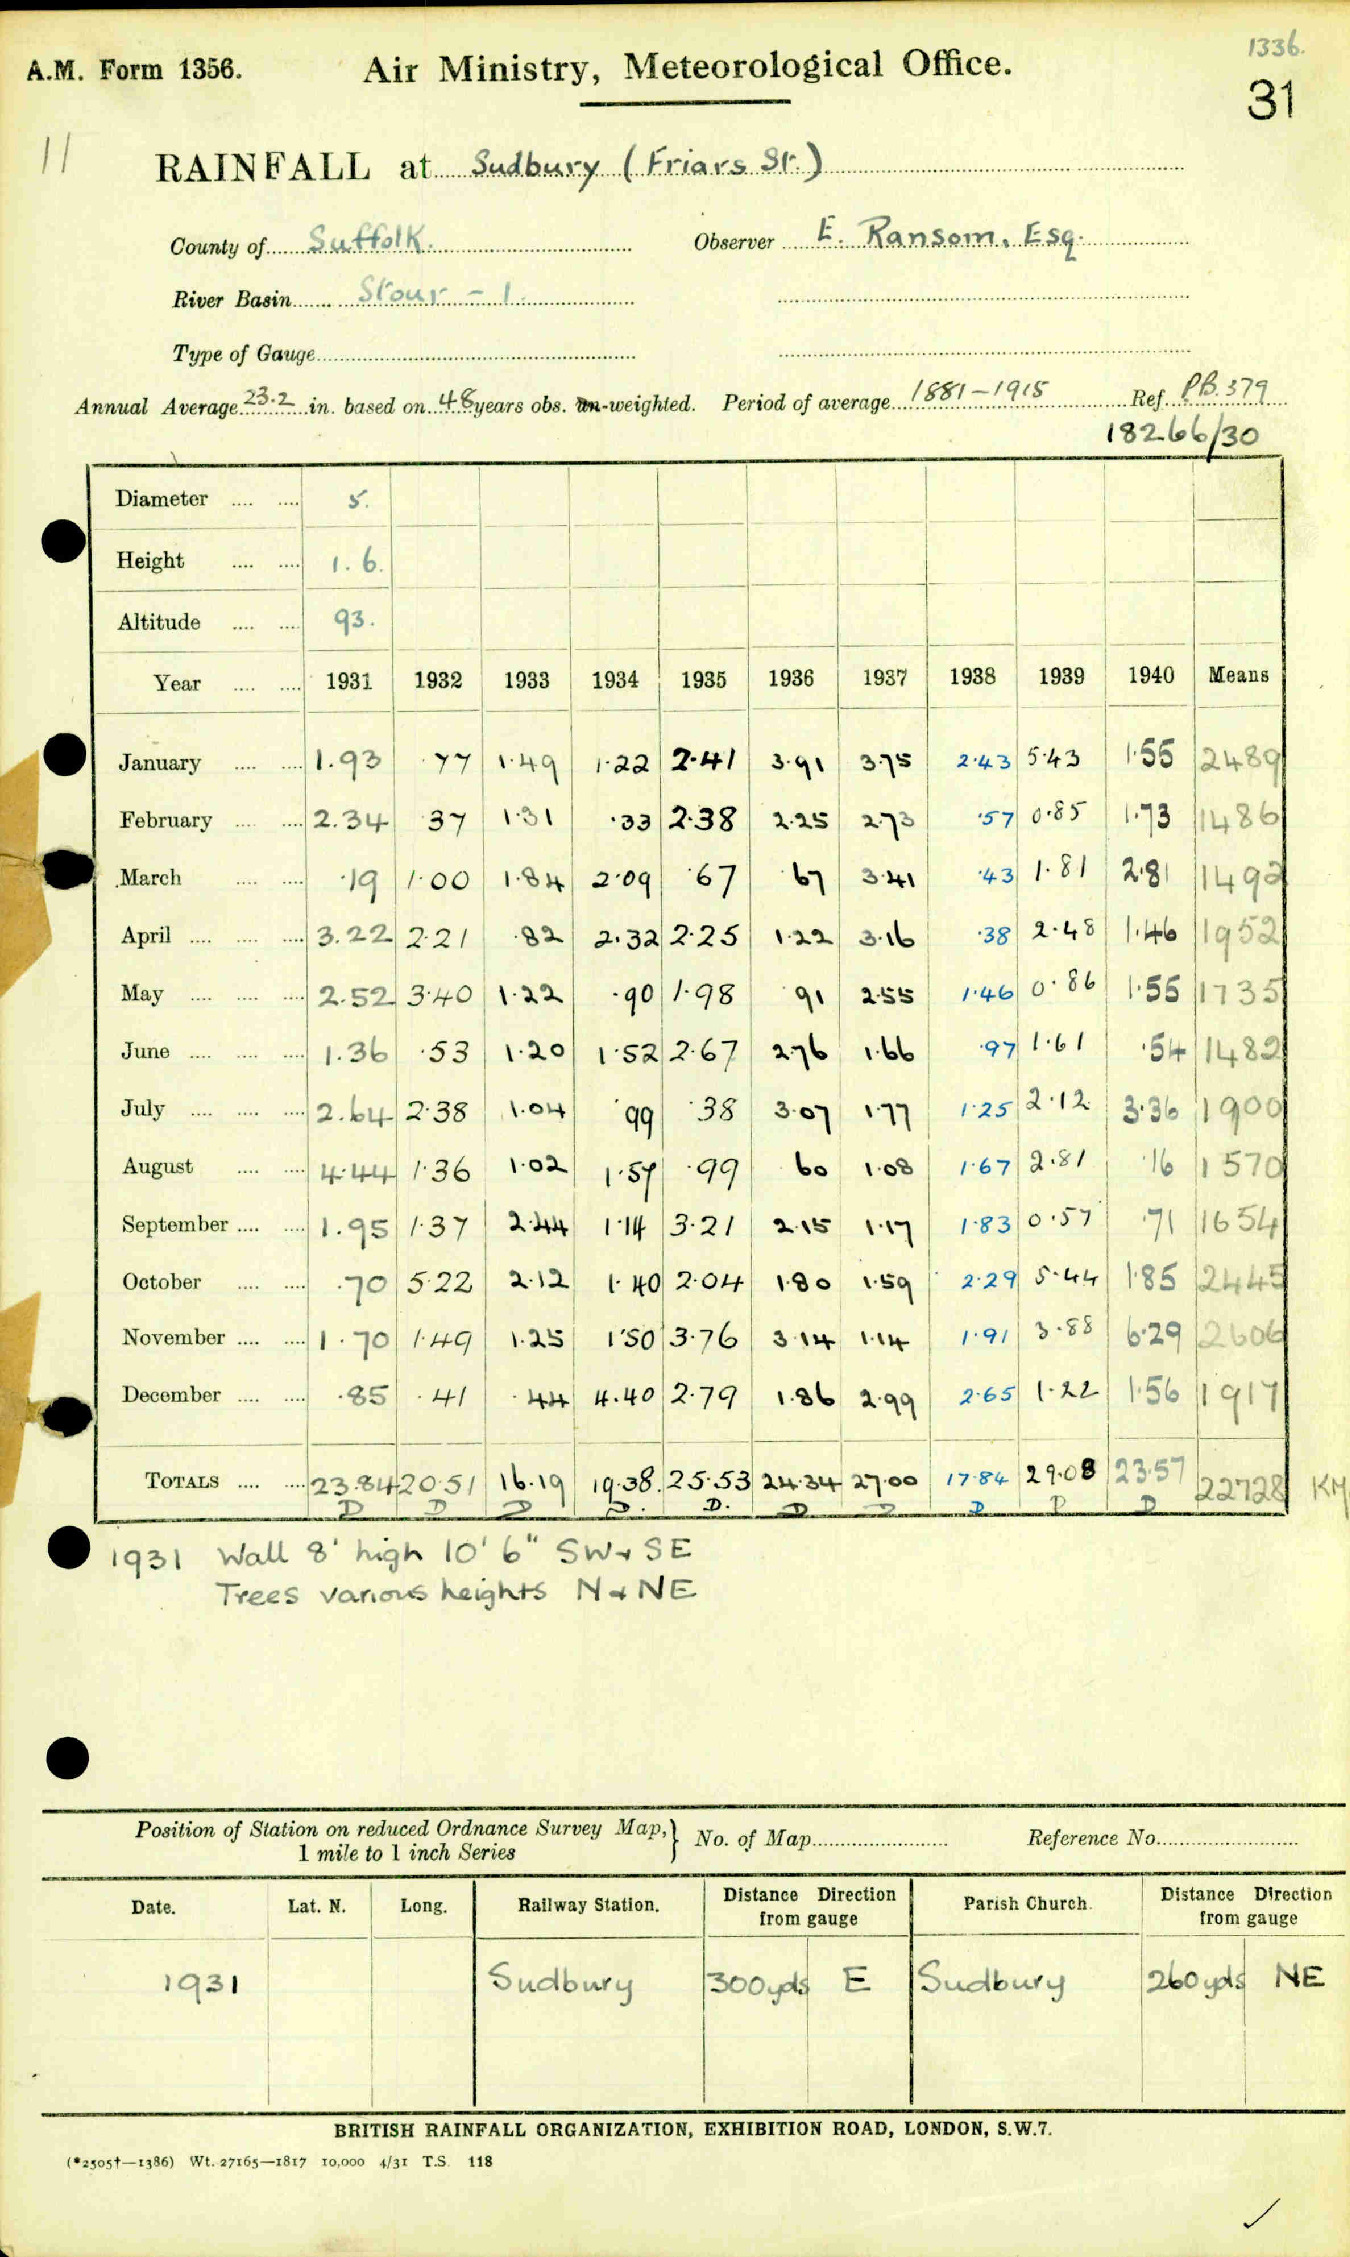 1336.
A.M. Form 1356. Air Ministry, Meteorological Office. 31
11
RAINFALL at Sudbury (Friars St.)
County of Suffolk. Observer E. Ransom, Esq.
River Basin Stour - 1.
Type of Gauge
Annual Average 23.2 in. based on 48 years obs. un-weighted. Period of average 1881-1915 Ref. PB.379
18266/30
Diameter .... .... 5.
Height .... .... 1. 6.
Altitude .... .... 93.
Year .... .... 1931 1932 1933 1934 1935 1936 1937 1938 1939 1940 Means
January .... .... 1.93 .77 1.49 1.22 2.41 3.91 3.75 2.43 5.43 1.55 2489
February .... .... 2.34 37 1.31 .33 2.38 2.25 2.73 .57 0.85 1.73 1486
March .... .... .19 1.00 1.84 2.09 .67 67 3.41 .43 1.81 2.81 1492
April .... .... .... 3.22 2.21 .82 2.32 2.25 1.22 3.16 .38 2.48 1.46 1952
May .... .... .... 2.52 3.40 1.22 .90 1.98 91 2.55 1.46 0.86 1.55 1735
June .... .... .... 1.36 .53 1.20 1.52 2.67 2.76 1.66 .97 1.61 .54 1482
July .... .... .... 2.64 2.38 1.04 .99 .38 3.07 1.77 1.25 2.12 3.36 1900
August .... .... 4.44 1.36 1.02 1.57 .99 60 1.08 1.67 2.81 .16 1570
September .... .... 1.95 1.37 2.44 1.14 3.21 2.15 1.17 1.83 0.57 .71 1654
October .... .... .70 5.22 2.12 1.40 2.04 1.80 1.59 2.29 5.44 1.85 2445
November .... .... 1.70 1.49 1.25 1.50 3.76 3.14 1.14 1.91 3.88 6.29 2606
December .... .... .85 .41 .44 4.40 2.79 1.86 2.99 2.65 1.22 1.56 1917
TOTALS .... .... 23.84 20.51 16.19 19.38. 25.53 24.34 27.00 17.84 29.08 23.57 22728 KM
D D D D. D. D D D D D
1931 Wall 8' high 10' 6" SW & SE
Trees various heights N & NE
Position of Station on reduced Ordnance Survey Map,} No. of Map Reference No.
1 mile to 1 inch Series
Date. Lat. N. Long. Railway Station. Distance Direction from gauge Parish Church. Distance Direction from gauge
1931 Sudbury 300yds E Sudbury 260yds NE
BRITISH RAINFALL ORGANIZATION, EXHIBITION ROAD, LONDON, S.W.7.
(*2505†—1386) Wt. 27165—1817 10,000 4/31 T.S. 118